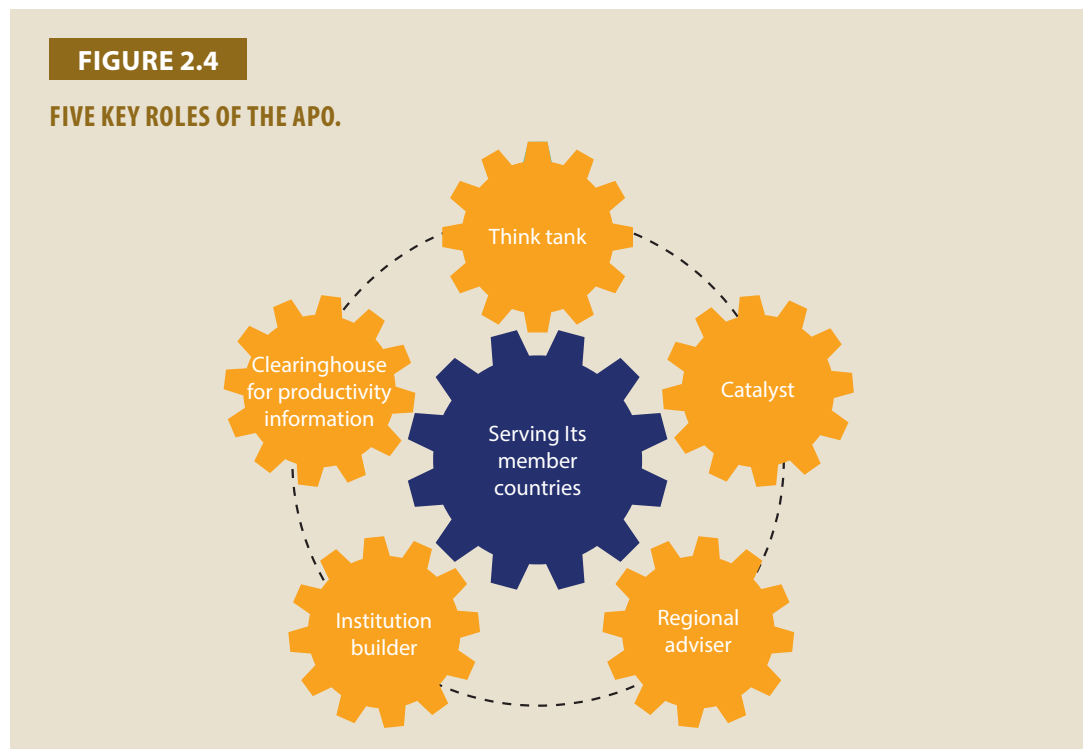 FIGURE 2.4
FIVE KEY ROLES OF THE APO.
Think tank
Clearinghouse
for productivity
information
Catalyst
Serving Its
member
countries
Institution
builder
Regional
adviser